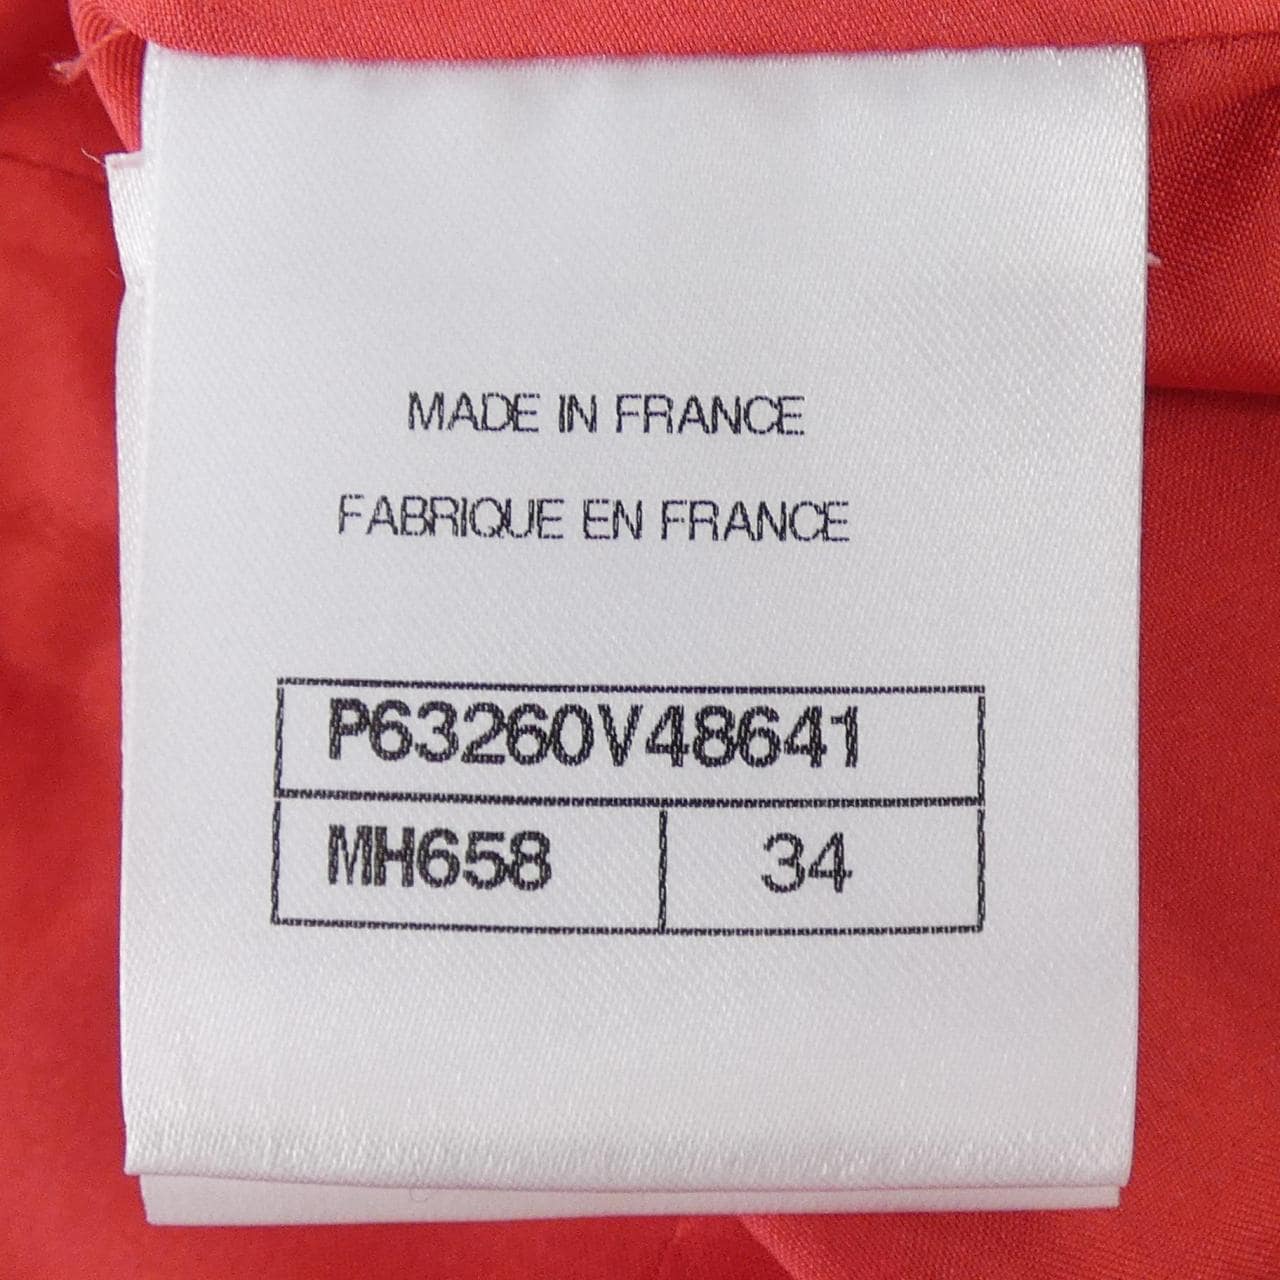 MADE IN FRANCE
FABRIQUE EN FRANCE
P63260V48641
MH658 34